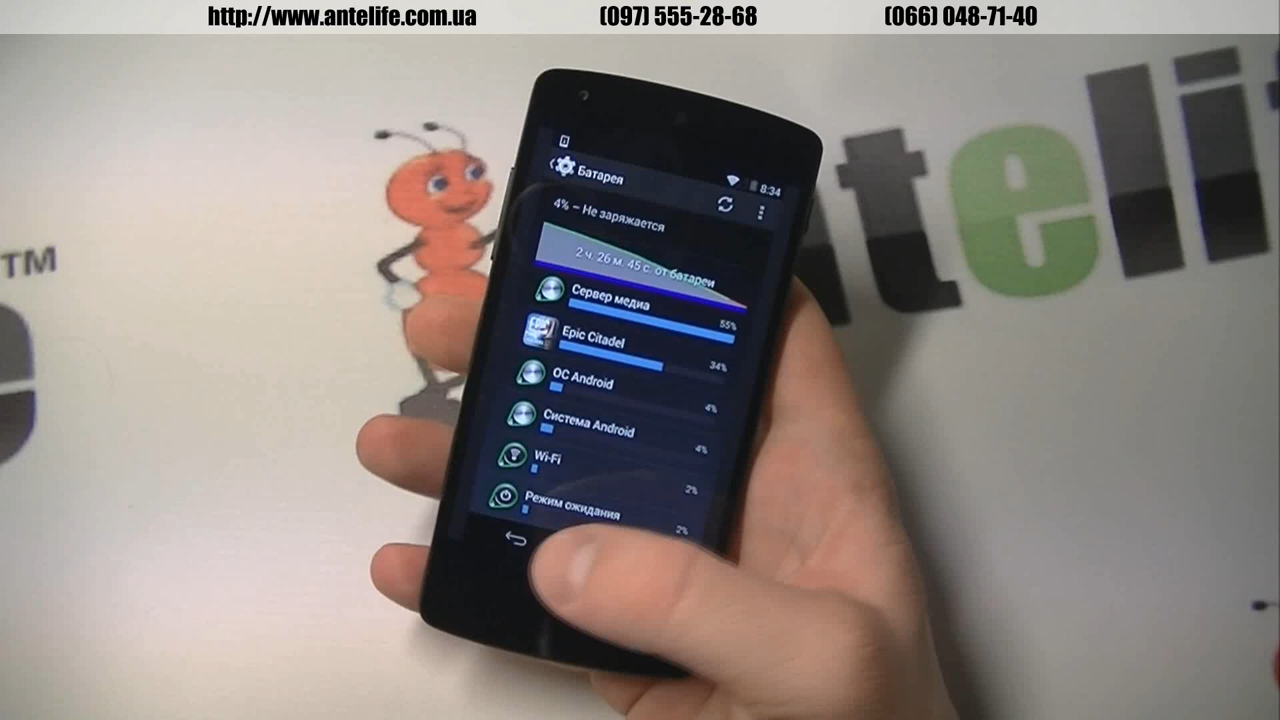 http://www.antelife.com.ua (097) 555-28-68 (066) 048-71-40
antelif
TM
e
8:34
Батарея
4% – Не заряжается
2 ч. 26 м. 45 с. от батареи
Сервер медиа
55%
Epic Citadel
34%
ОС Android
4%
Система Android
4%
Wi-Fi
2%
Режим ожидания
2%